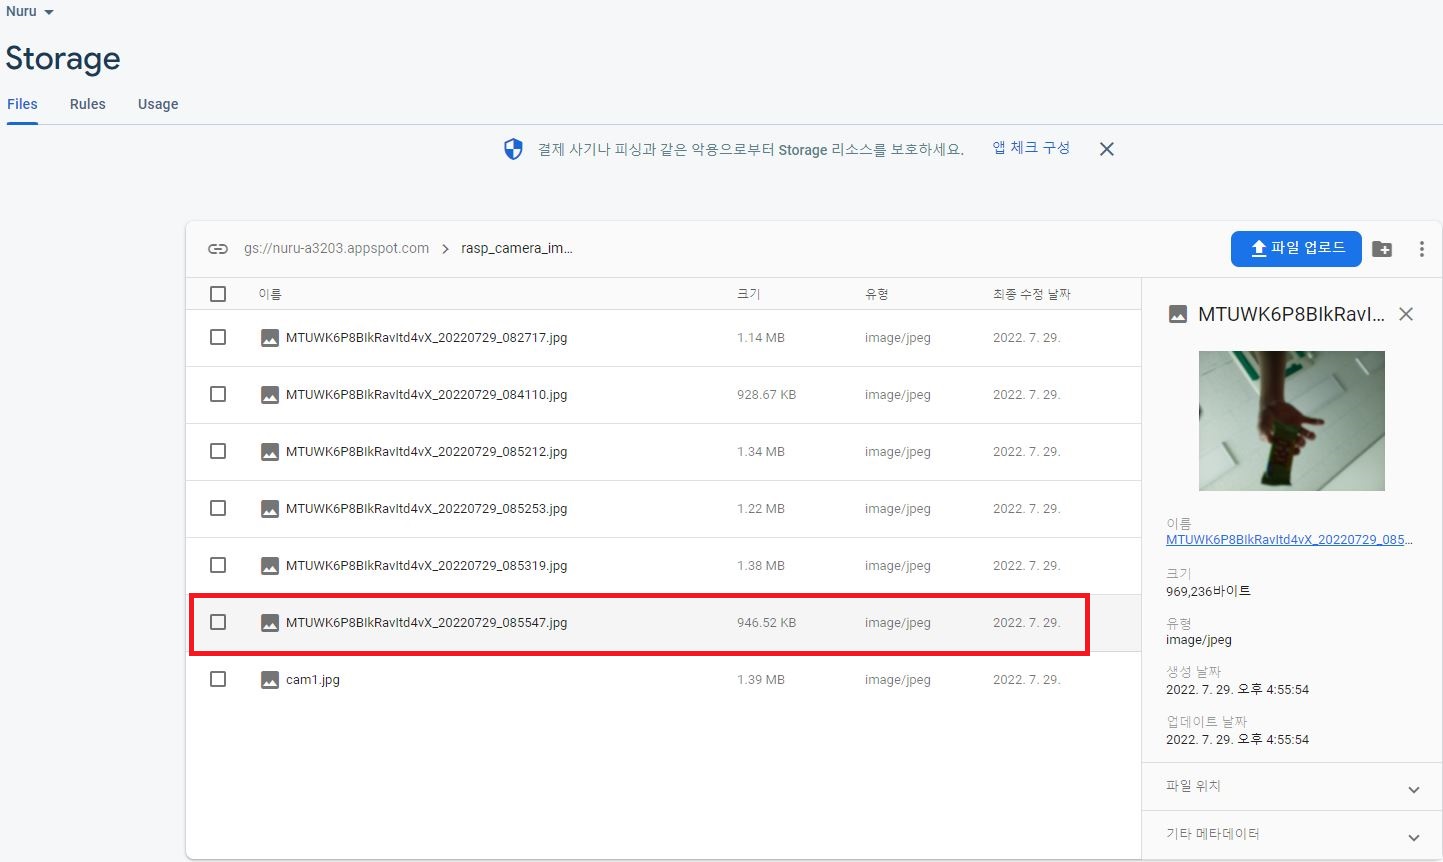 Nuru
Storage
Files Rules Usage
결제 사기나 피싱과 같은 악용으로부터 Storage 리소스를 보호하세요. 앱 체크 구성
gs://nuru-a3203.appspot.com > rasp_camera_im... 파일 업로드
이름 크기 유형 최종 수정 날짜
MTUWK6P8BIkRavItd4vX_20220729_082717.jpg 1.14 MB image/jpeg 2022. 7. 29.
MTUWK6P8BIkRavItd4vX_20220729_084110.jpg 928.67 KB image/jpeg 2022. 7. 29.
MTUWK6P8BIkRavItd4vX_20220729_085212.jpg 1.34 MB image/jpeg 2022. 7. 29.
MTUWK6P8BIkRavItd4vX_20220729_085253.jpg 1.22 MB image/jpeg 2022. 7. 29.
MTUWK6P8BIkRavItd4vX_20220729_085319.jpg 1.38 MB image/jpeg 2022. 7. 29.
MTUWK6P8BIkRavItd4vX_20220729_085547.jpg 946.52 KB image/jpeg 2022. 7. 29.
cam1.jpg 1.39 MB image/jpeg 2022. 7. 29.
MTUWK6P8BIkRavI...
이름
MTUWK6P8BIkRavItd4vX_20220729_085...
크기
969,236바이트
유형
image/jpeg
생성 날짜
2022. 7. 29. 오후 4:55:54
업데이트 날짜
2022. 7. 29. 오후 4:55:54
파일 위치
기타 메타데이터